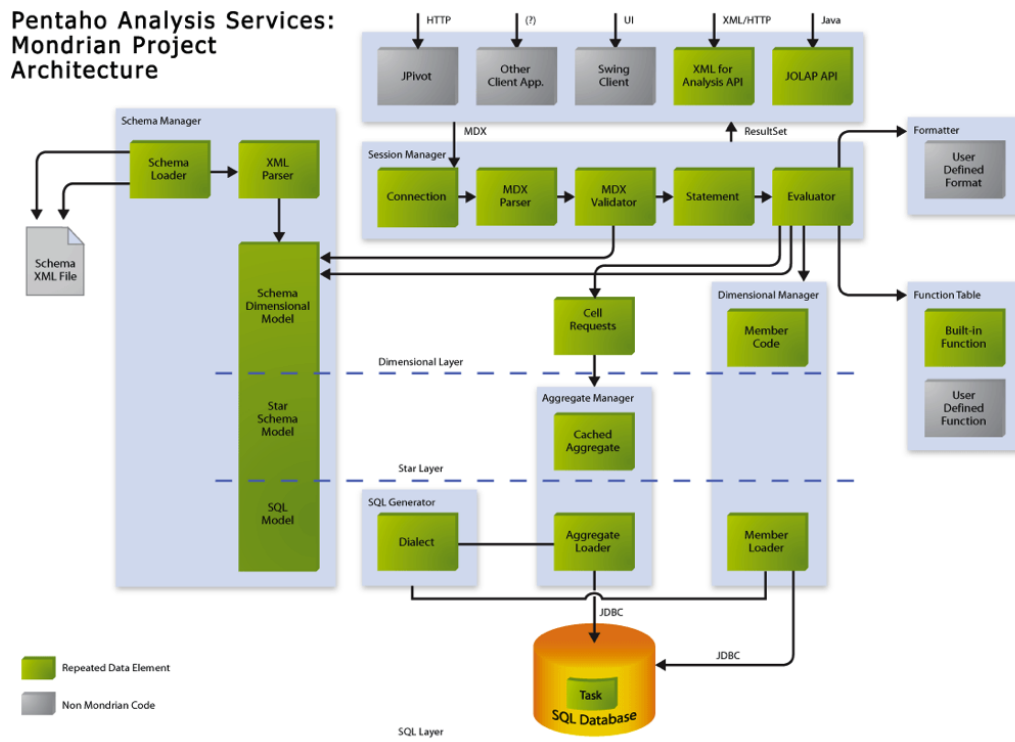 Pentaho Analysis Services:
Mondrian Project
Architecture
HTTP
(?)
UI
XML/HTTP
Java
JPivot
Other
Client App.
Swing
Client
XML for
Analysis API
JOLAP API
MDX
ResultSet
Schema Manager
Schema
Loader
XML
Parser
Schema
XML File
Schema
Dimensional
Model
Star
Schema
Model
SQL
Model
Session Manager
Connection
MDX
Parser
MDX
Validator
Statement
Evaluator
Formatter
User
Defined
Format
Cell
Requests
Dimensional Manager
Member
Code
Function Table
Built-in
Function
User
Defined
Function
Dimensional Layer
Aggregate Manager
Cached
Aggregate
Star Layer
SQL Generator
Dialect
Aggregate
Loader
Member
Loader
JDBC
JDBC
Task
SQL Database
Repeated Data Element
Non Mondrian Code
SQL Layer